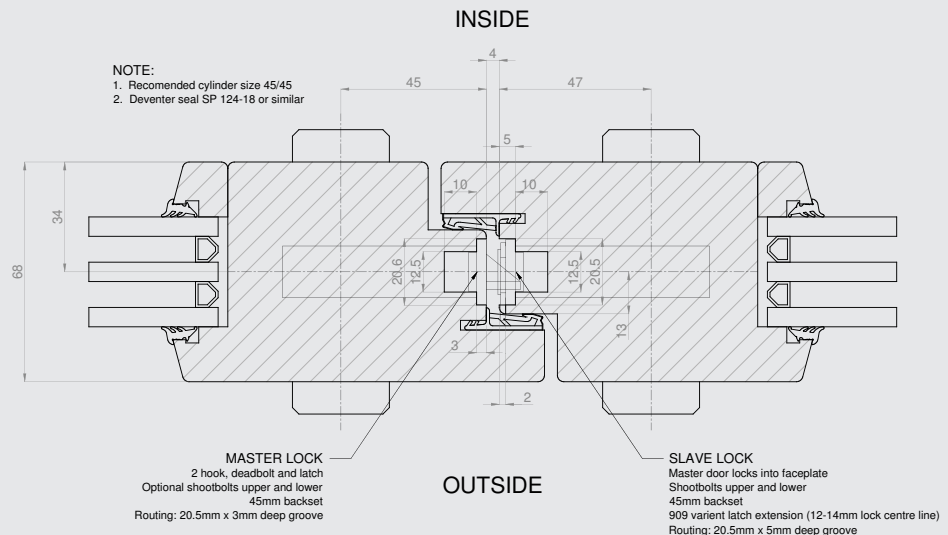 INSIDE
NOTE:
1. Recomended cylinder size 45/45
2. Deventer seal SP 124-18 or similar
4
45
47
5
10
10
34
68
20.6
12.5
12.5
20.5
13
3
2
MASTER LOCK
2 hook, deadbolt and latch
Optional shootbolts upper and lower
45mm backset
Routing: 20.5mm x 3mm deep groove
OUTSIDE
SLAVE LOCK
Master door locks into faceplate
Shootbolts upper and lower
45mm backset
909 varient latch extension (12-14mm lock centre line)
Routing: 20.5mm x 5mm deep groove